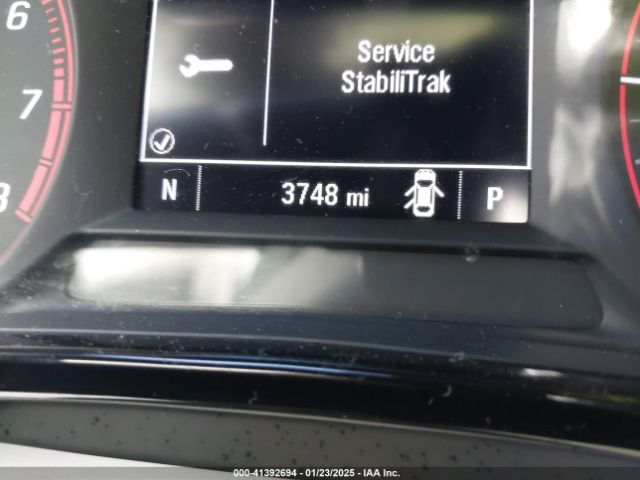 6
7
8
Service
StabiliTrak
N
3748 mi
P
000-41392694 - 01/23/2025 - IAA Inc.